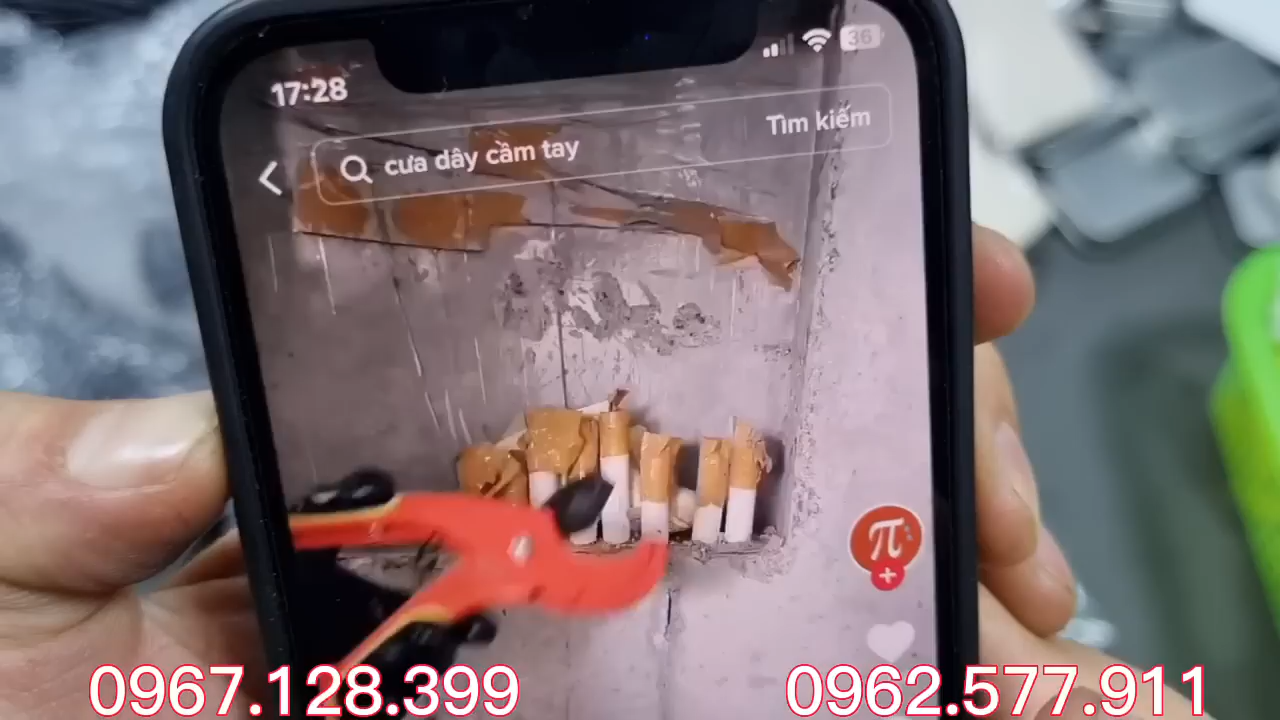 17:28
36
cưa dây cầm tay
Tìm kiếm
π
0967.128.399
0962.577.911